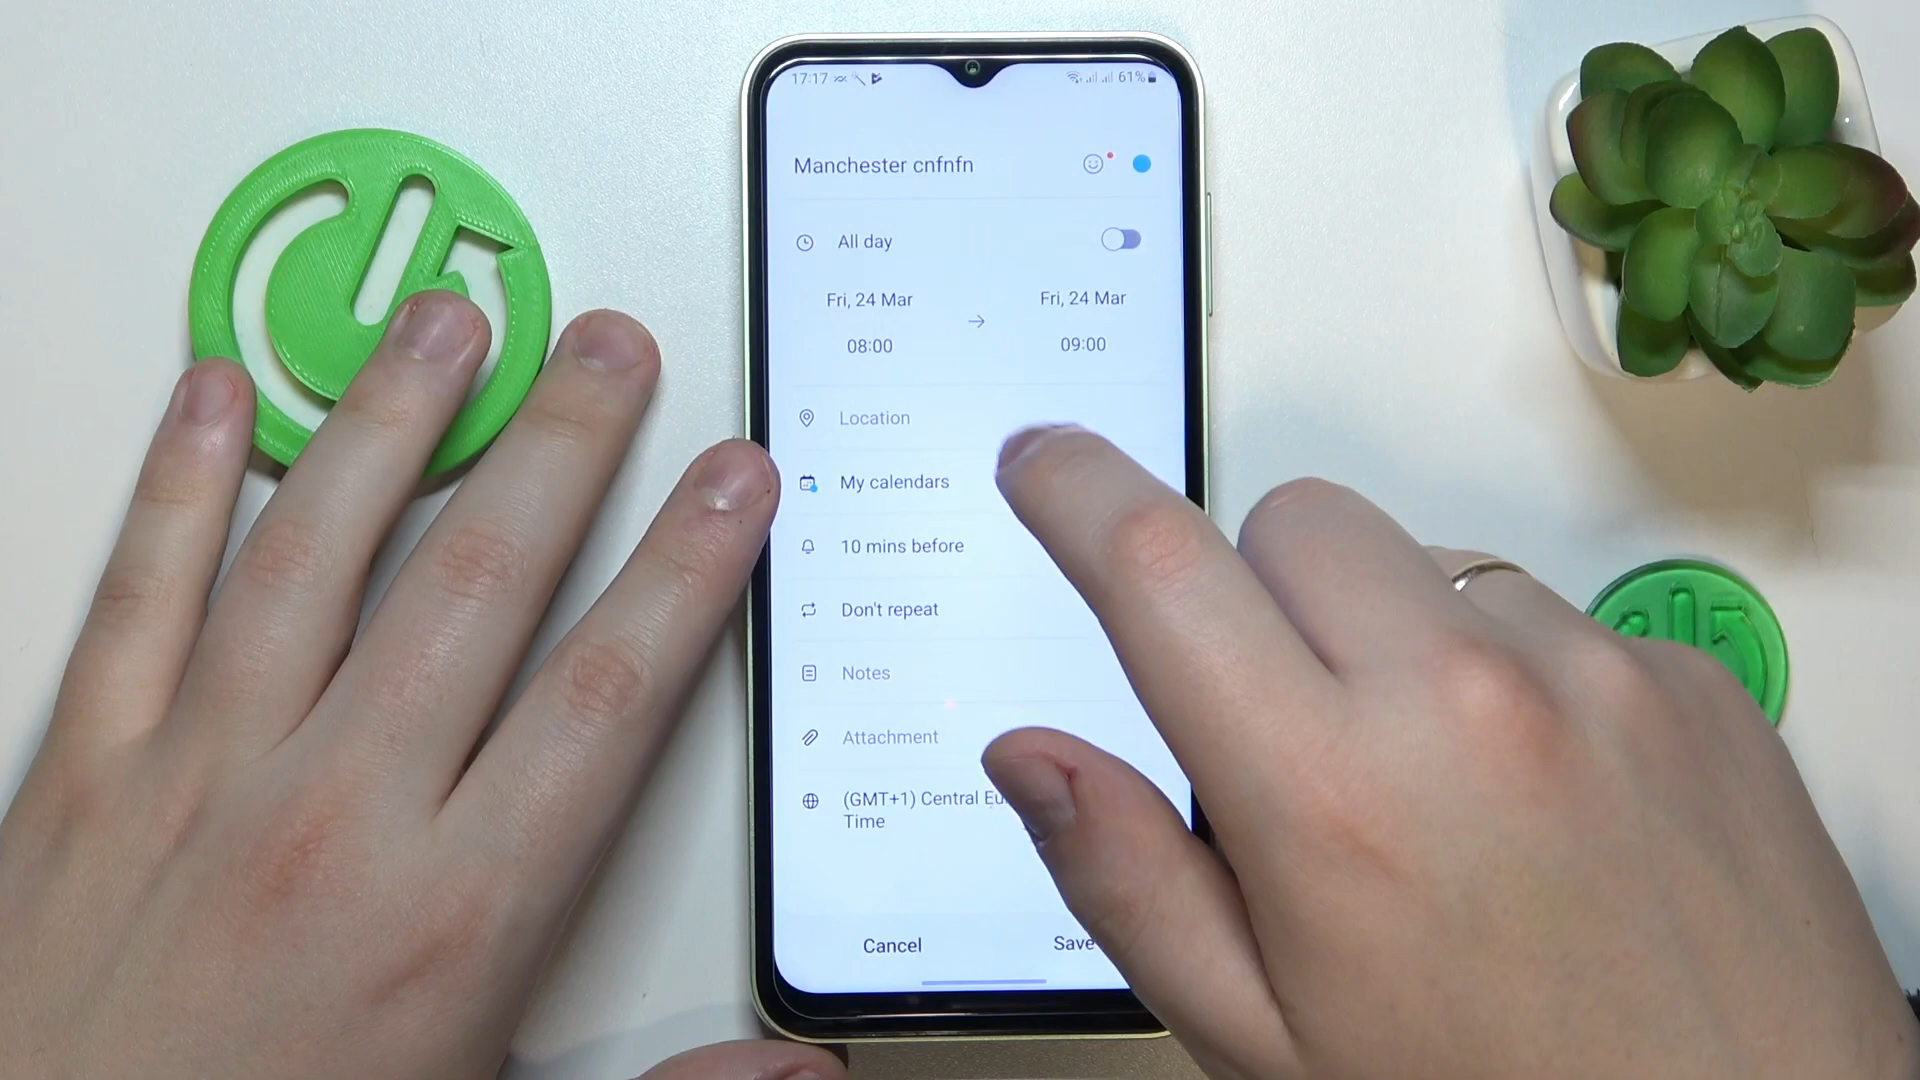 17:17 61%
Manchester cnfnfn
All day
Fri, 24 Mar Fri, 24 Mar
08:00 09:00
Location
My calendars
10 mins before
Don't repeat
Notes
Attachment
(GMT+1) Central
Time
Cancel Save